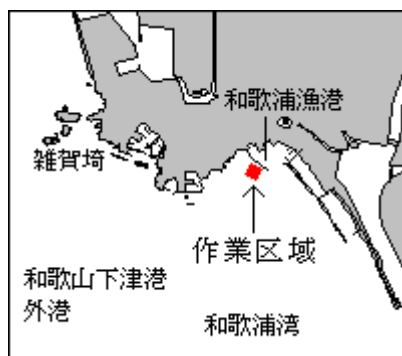 和歌浦漁港
雑賀埼
作業区域
和歌山下津港
外港
和歌浦湾